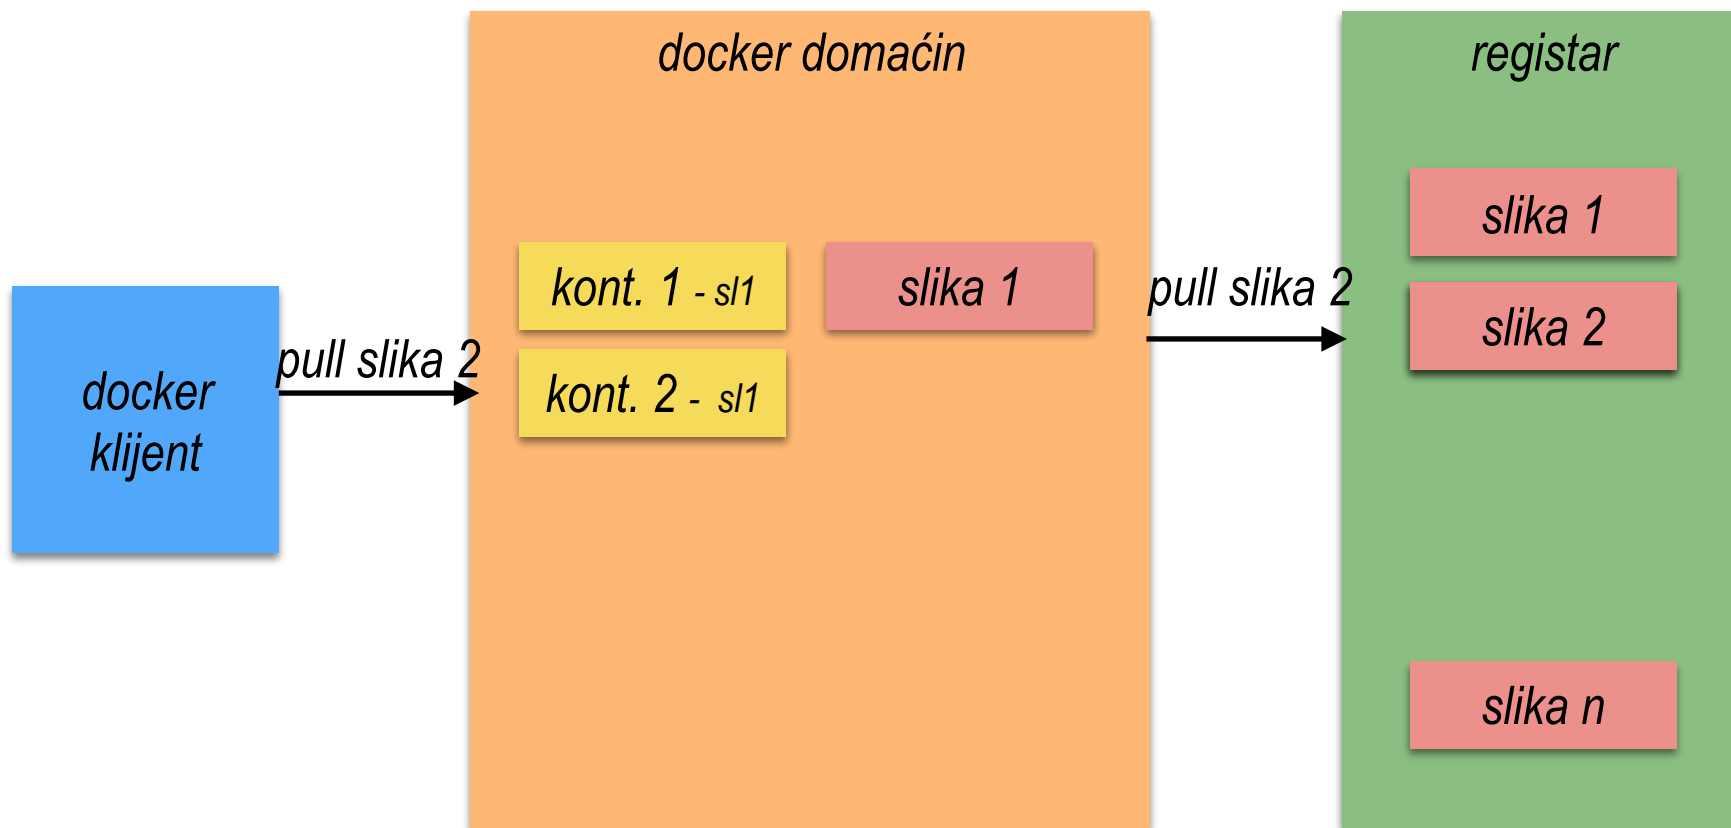 docker domaćin
registar
slika 1
kont. 1 - sl1
slika 1
pull slika 2
slika 2
pull slika 2
docker
klijent
kont. 2 - sl1
slika n